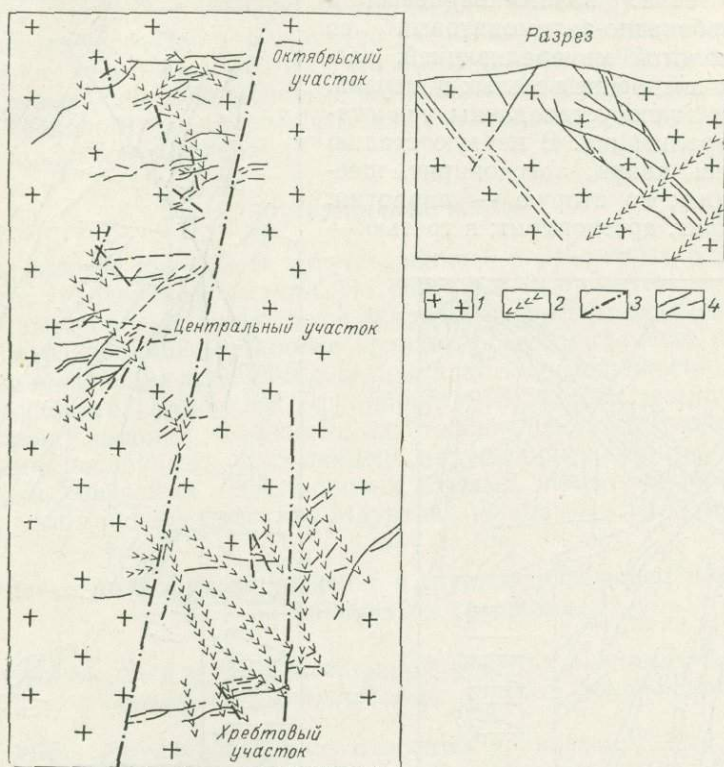 Октябрьский
участок
Центральный участок
Хребтовый
участок
Разрез
1 2 3 4